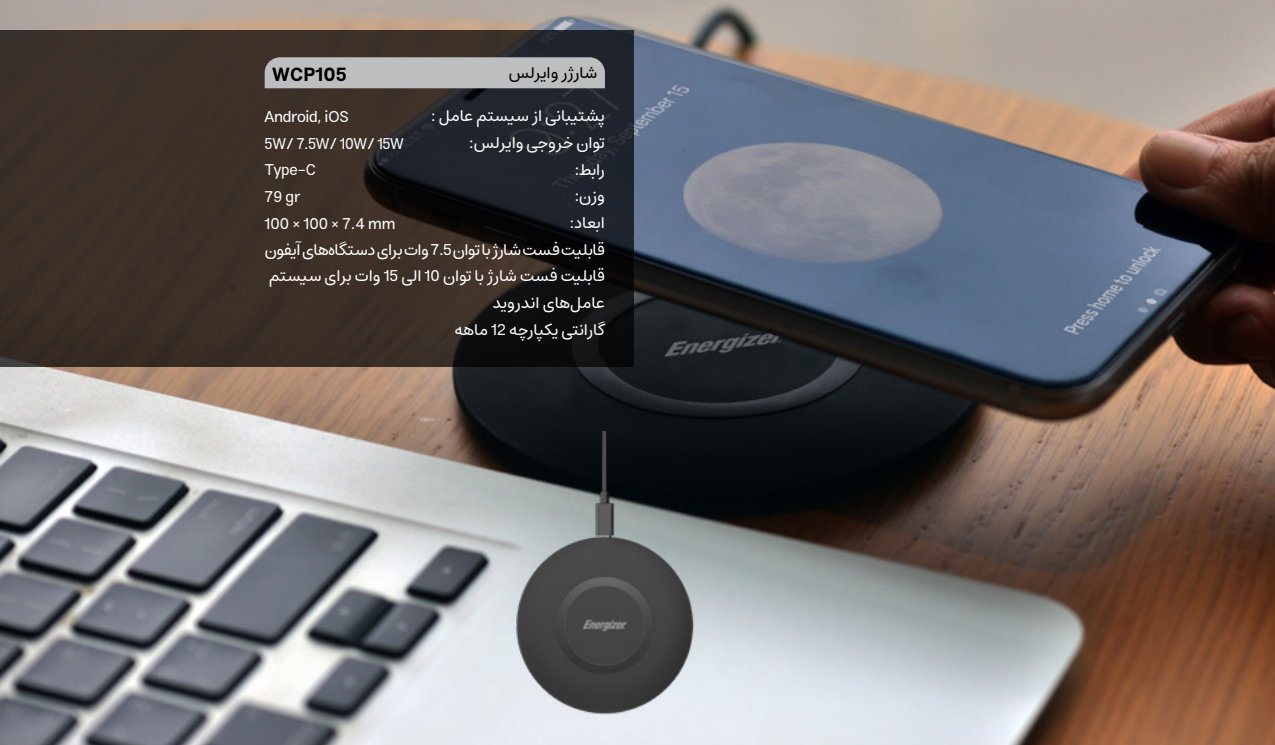 شارژر وایرلس WCP105
پشتیبانی از سیستم عامل : Android, iOS
توان خروجی وایرلس: 5W/ 7.5W/ 10W/ 15W
رابط: Type-C
وزن: 79 gr
ابعاد: 100 × 100 × 7.4 mm
قابلیت فست شارژ با توان 7.5 وات برای دستگاه‌های آیفون
قابلیت فست شارژ با توان 10 الی 15 وات برای سیستم
عامل‌های اندروید
گارانتی یکپارچه 12 ماهه
September 15
Press home to unlock
Energizer
Energizer